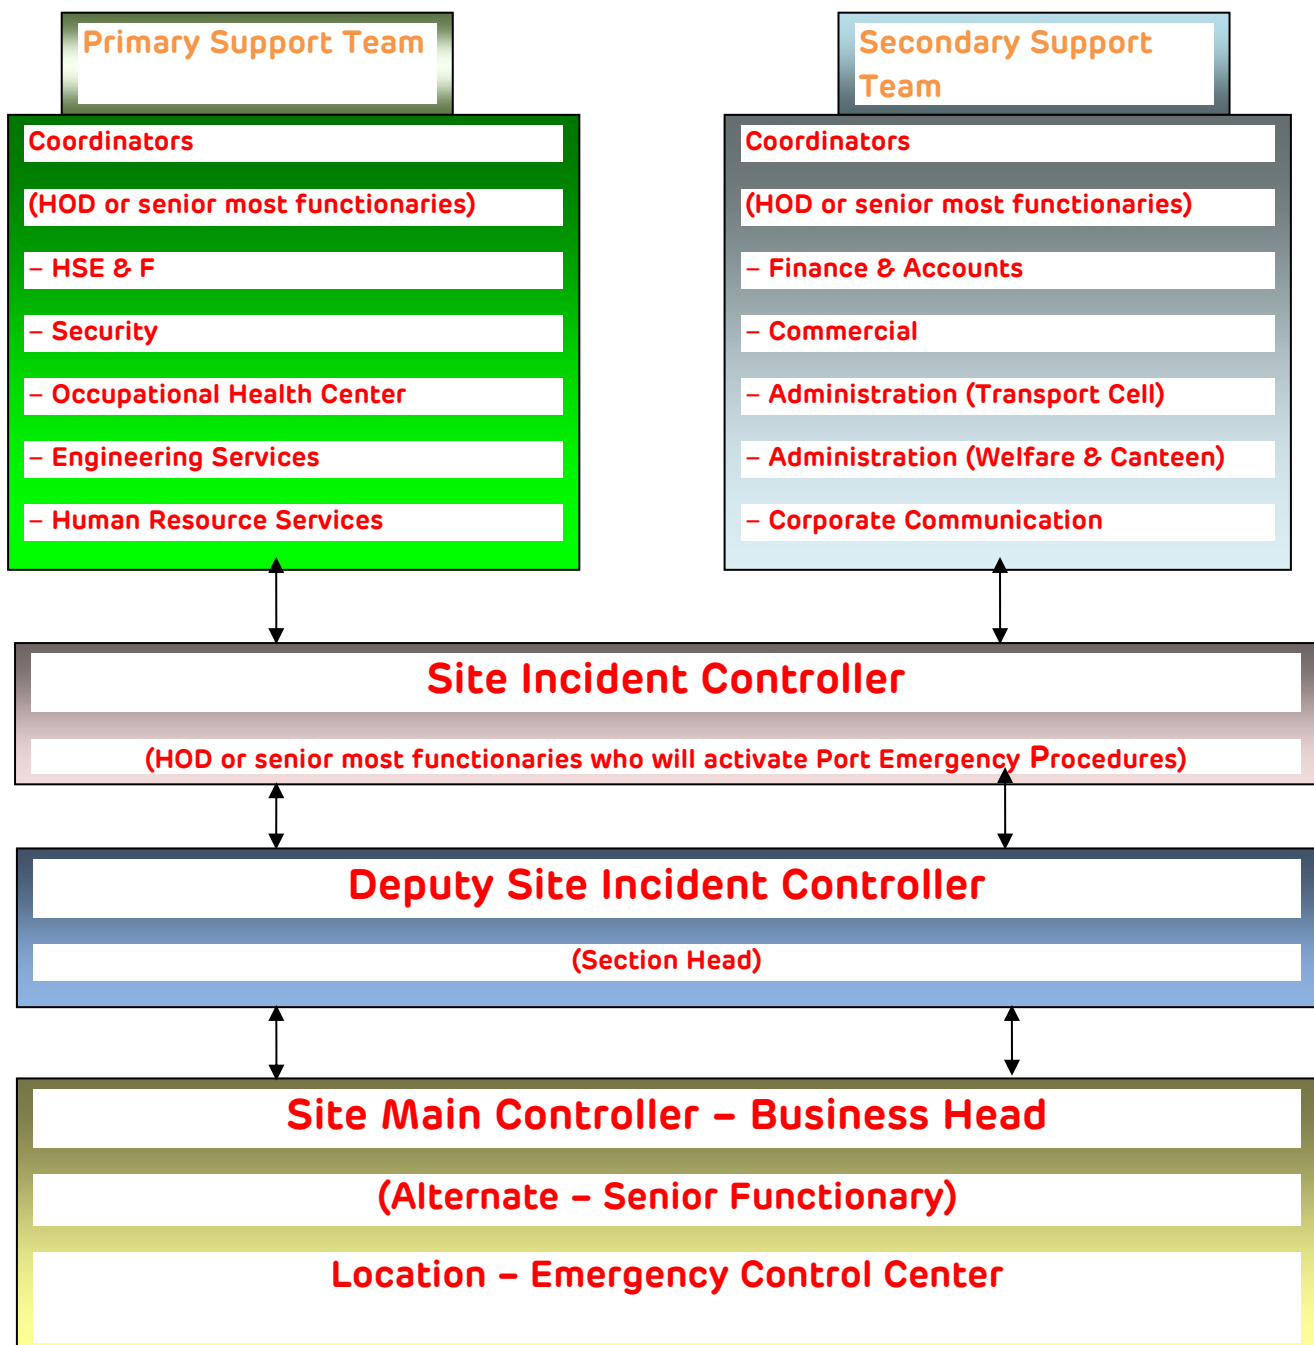 Primary Support Team
Coordinators
(HOD or senior most functionaries)
– HSE & F
– Security
– Occupational Health Center
– Engineering Services
– Human Resource Services
Secondary Support
Team
Coordinators
(HOD or senior most functionaries)
– Finance & Accounts
– Commercial
– Administration (Transport Cell)
– Administration (Welfare & Canteen)
– Corporate Communication
Site Incident Controller
(HOD or senior most functionaries who will activate Port Emergency Procedures)
Deputy Site Incident Controller
(Section Head)
Site Main Controller – Business Head
(Alternate – Senior Functionary)
Location – Emergency Control Center